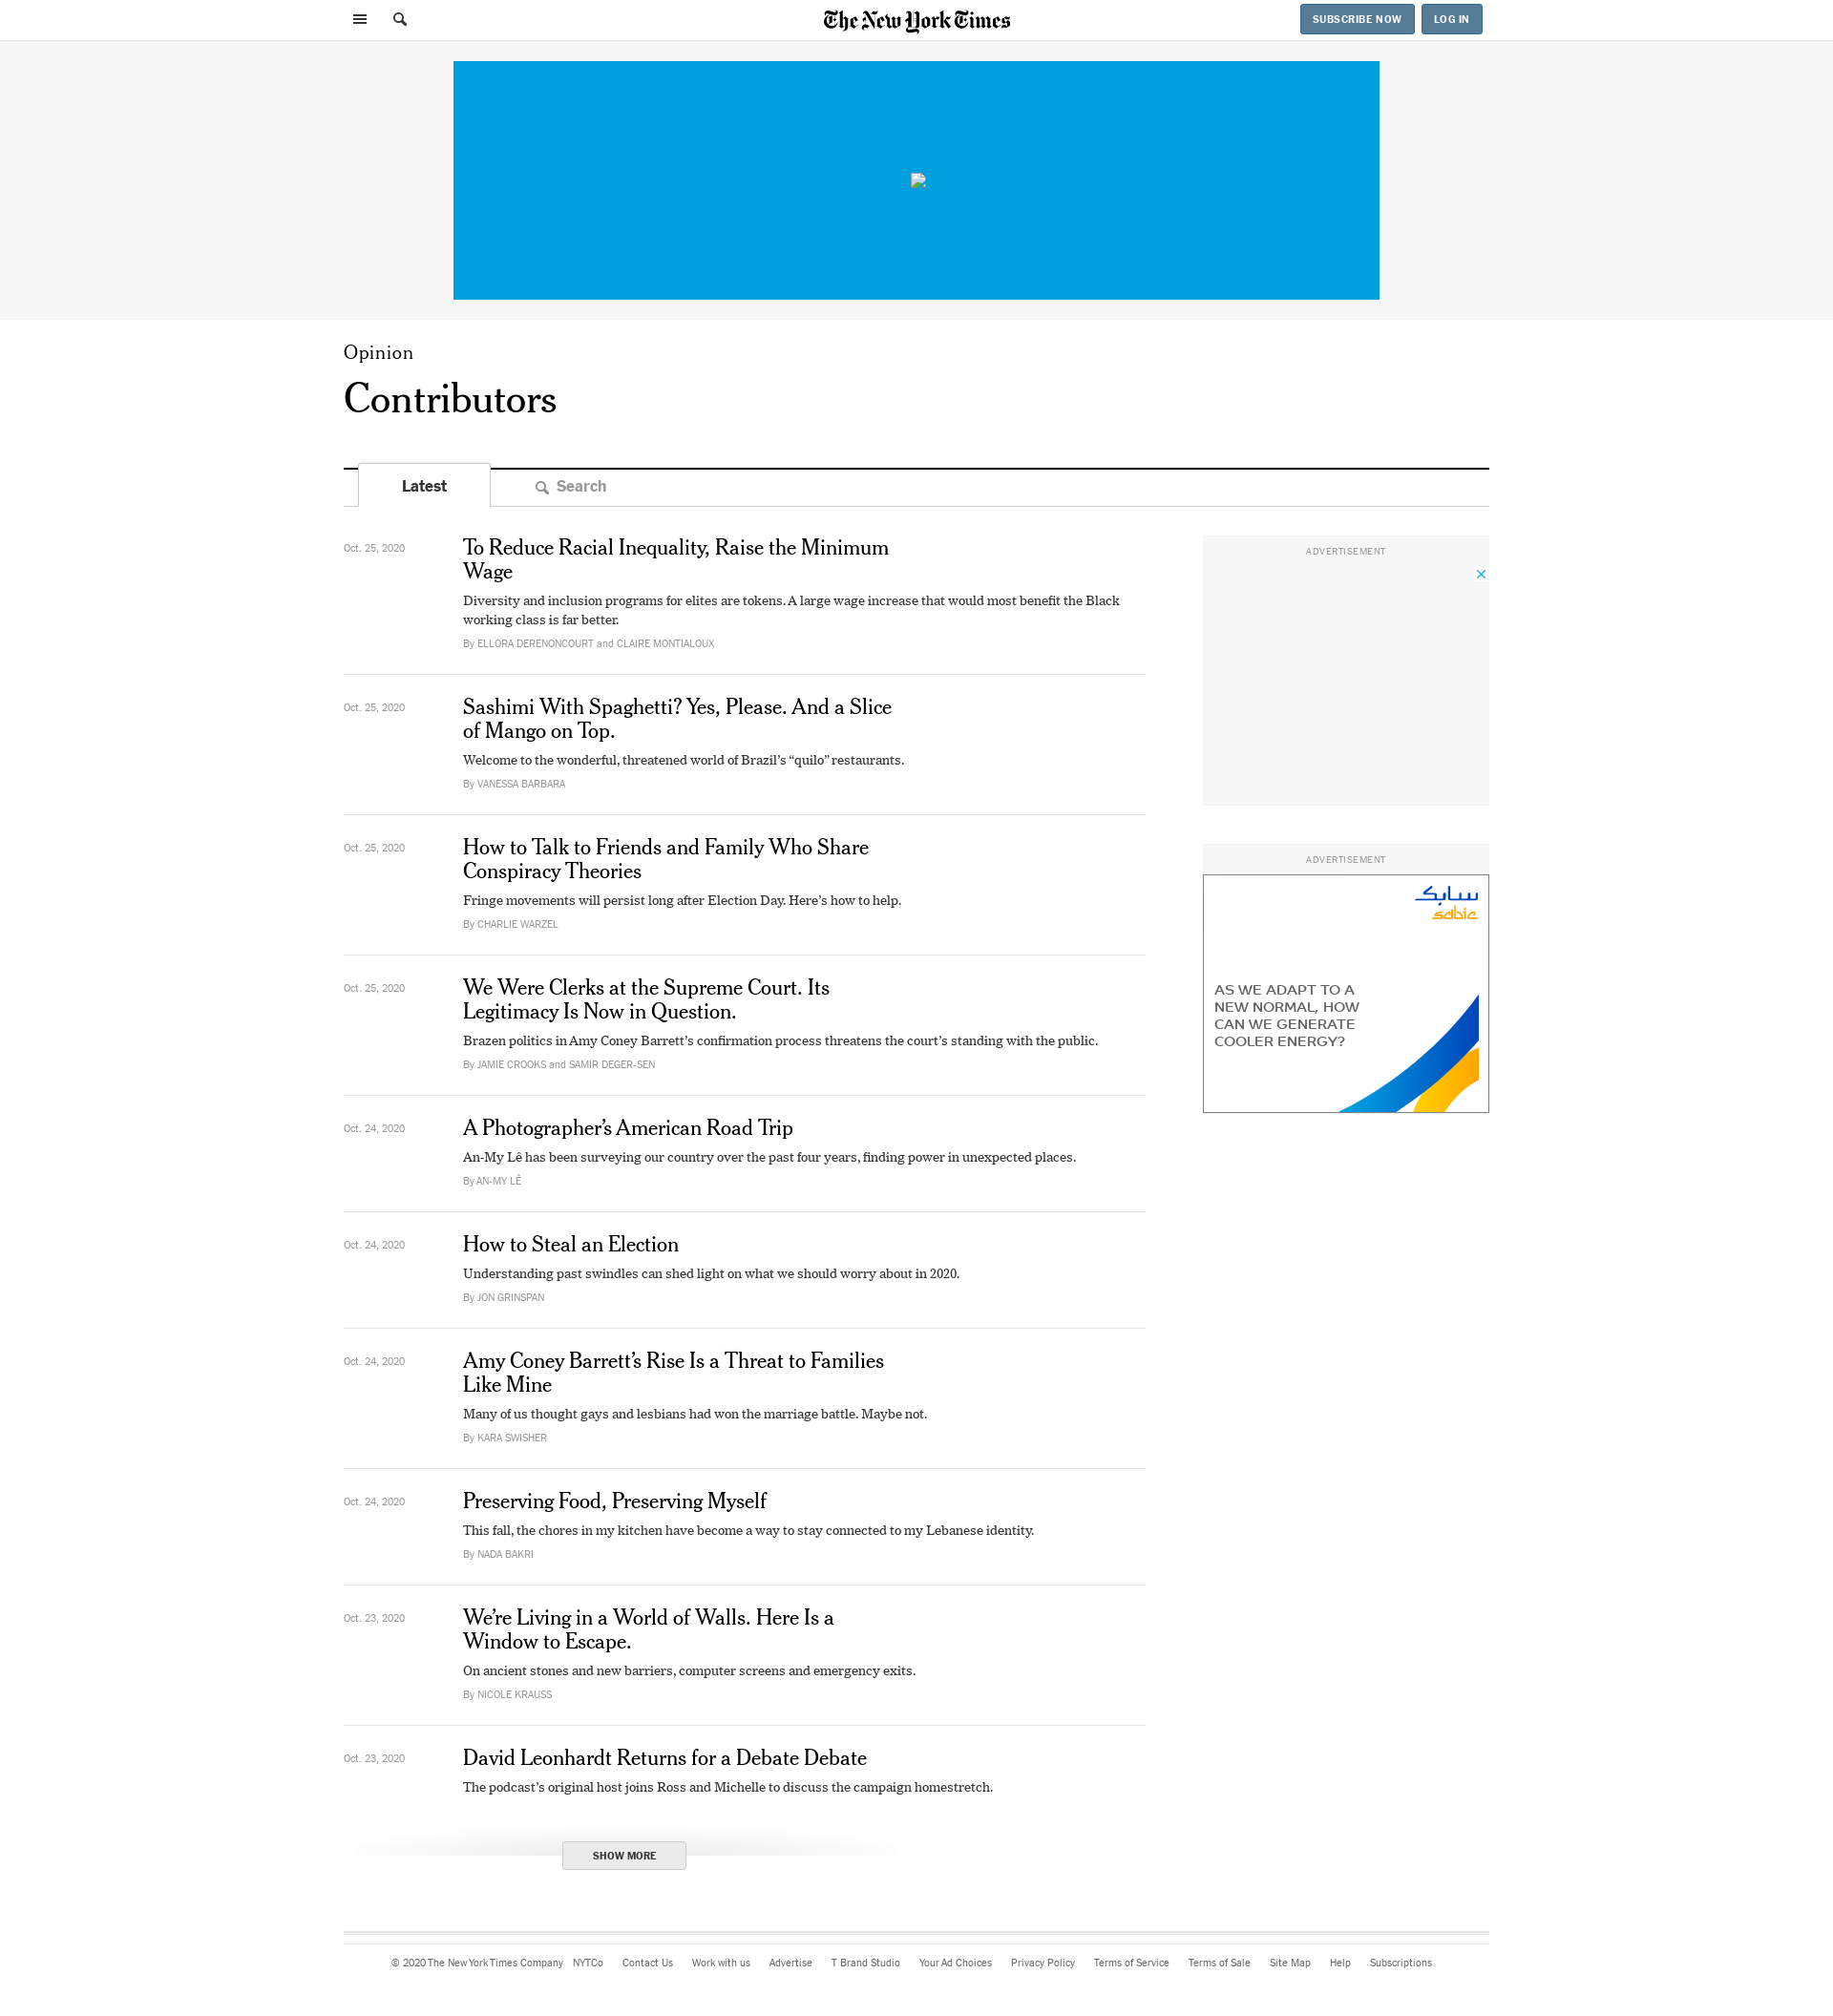 The New York Times
SUBSCRIBE NOW
LOG IN
Opinion
Contributors
Latest
Search
Oct. 25, 2020
To Reduce Racial Inequality, Raise the Minimum
Wage
Diversity and inclusion programs for elites are tokens. A large wage increase that would most benefit the Black
working class is far better.
By ELLORA DERENONCOURT and CLAIRE MONTIALOUX
Oct. 25, 2020
Sashimi With Spaghetti? Yes, Please. And a Slice
of Mango on Top.
Welcome to the wonderful, threatened world of Brazil’s “quilo” restaurants.
By VANESSA BARBARA
Oct. 25, 2020
How to Talk to Friends and Family Who Share
Conspiracy Theories
Fringe movements will persist long after Election Day. Here’s how to help.
By CHARLIE WARZEL
Oct. 25, 2020
We Were Clerks at the Supreme Court. Its
Legitimacy Is Now in Question.
Brazen politics in Amy Coney Barrett’s confirmation process threatens the court’s standing with the public.
By JAMIE CROOKS and SAMIR DEGER-SEN
Oct. 24, 2020
A Photographer’s American Road Trip
An-My Lê has been surveying our country over the past four years, finding power in unexpected places.
By AN-MY LÊ
Oct. 24, 2020
How to Steal an Election
Understanding past swindles can shed light on what we should worry about in 2020.
By JON GRINSPAN
Oct. 24, 2020
Amy Coney Barrett’s Rise Is a Threat to Families
Like Mine
Many of us thought gays and lesbians had won the marriage battle. Maybe not.
By KARA SWISHER
Oct. 24, 2020
Preserving Food, Preserving Myself
This fall, the chores in my kitchen have become a way to stay connected to my Lebanese identity.
By NADA BAKRI
Oct. 23, 2020
We’re Living in a World of Walls. Here Is a
Window to Escape.
On ancient stones and new barriers, computer screens and emergency exits.
By NICOLE KRAUSS
Oct. 23, 2020
David Leonhardt Returns for a Debate Debate
The podcast’s original host joins Ross and Michelle to discuss the campaign homestretch.
SHOW MORE
ADVERTISEMENT
ADVERTISEMENT
سابك
sabic
AS WE ADAPT TO A
NEW NORMAL, HOW
CAN WE GENERATE
COOLER ENERGY?
© 2020 The New York Times Company NYTCo Contact Us Work with us Advertise T Brand Studio Your Ad Choices Privacy Policy Terms of Service Terms of Sale Site Map Help Subscriptions